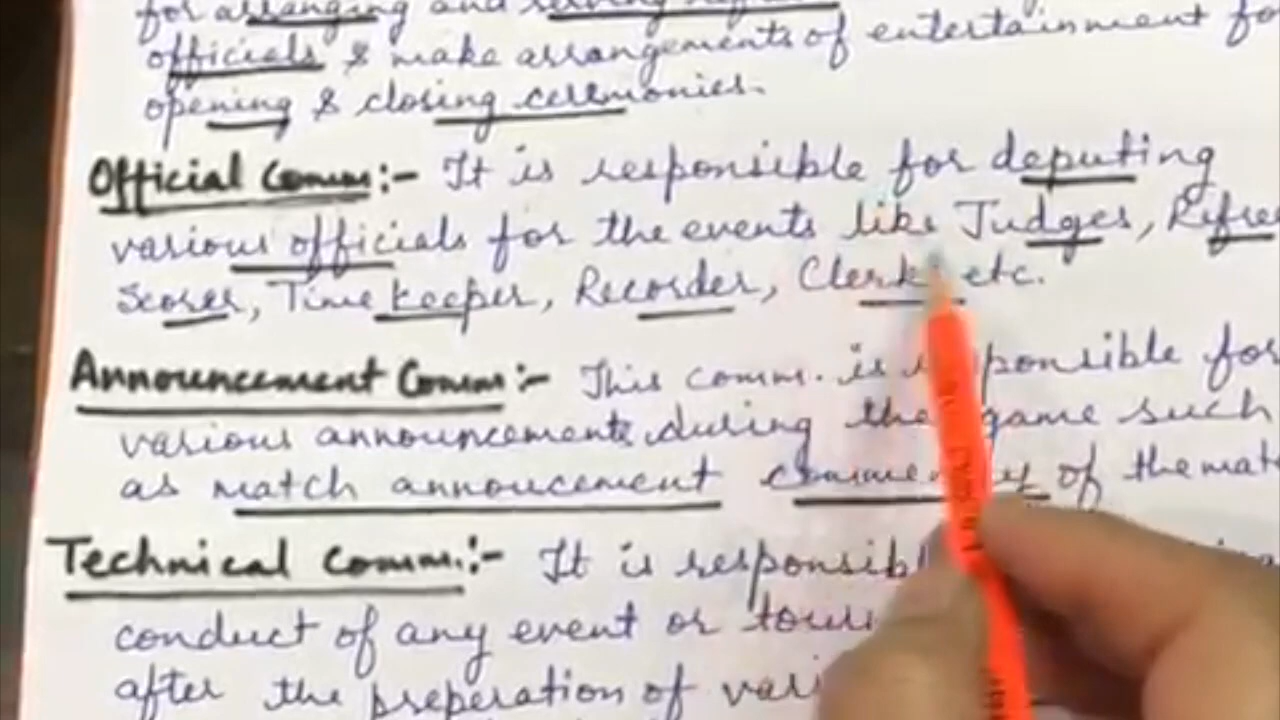 for arranging and serving
officials & make arrangements of entertainment for
opening & closing ceremonies.
Official Comm:- It is responsible for deputing
various officials for the events like Judges, Refree
Scorer, Time keeper, Recorder, Clerk etc.
Announcement Comm:- This comm. is responsible for
various announcements during the game such
as match annoucement commentry of the
Technical Comm.:- It is
conduct of any event or
after the preperation of